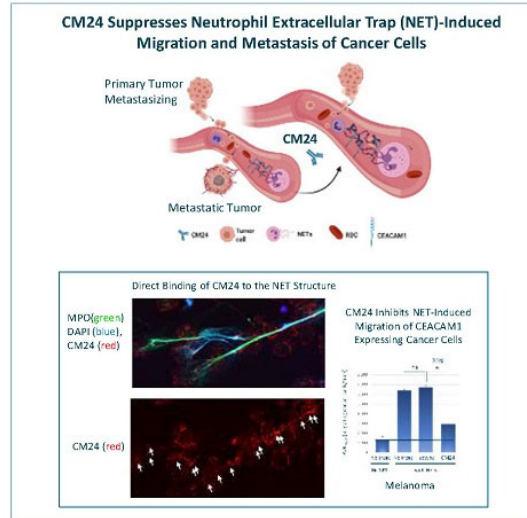 CM24 Suppresses Neutrophil Extracellular Trap (NET)-Induced
Migration and Metastasis of Cancer Cells
Primary Tumor
Metastasizing
CM24
Metastatic Tumor
CM24
Tumor
cell
NETs
RBC
CEACAM1
Direct Binding of CM24 to the NET Structure
MPO(green)
DAPI (blue),
CM24 (red)
CM24 (red)
CM24 Inhibits NET-Induced
Migration of CEACAM1
Expressing Cancer Cells
CM24
Melanoma